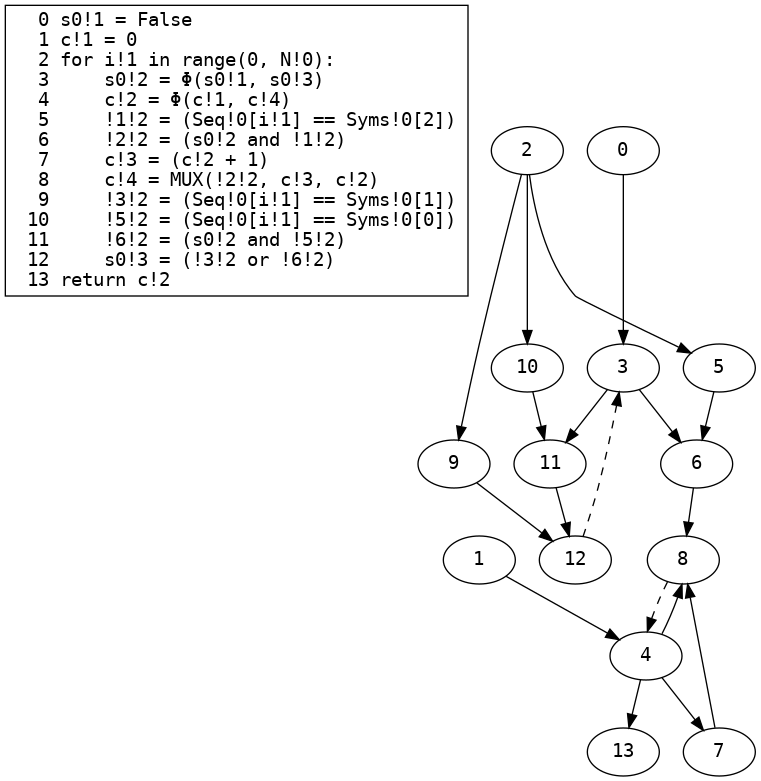 0 s0!1 = False
1 c!1 = 0
2 for i!1 in range(0, N!0):
3     s0!2 = Φ(s0!1, s0!3)
4     c!2 = Φ(c!1, c!4)
5     !1!2 = (Seq!0[i!1] == Syms!0[2])
6     !2!2 = (s0!2 and !1!2)
7     c!3 = (c!2 + 1)
8     c!4 = MUX(!2!2, c!3, c!2)
9     !3!2 = (Seq!0[i!1] == Syms!0[1])
10     !5!2 = (Seq!0[i!1] == Syms!0[0])
11     !6!2 = (s0!2 and !5!2)
12     s0!3 = (!3!2 or !6!2)
13 return c!2
2 0
10 3 5
9 11 6
1 12 8
4
13 7